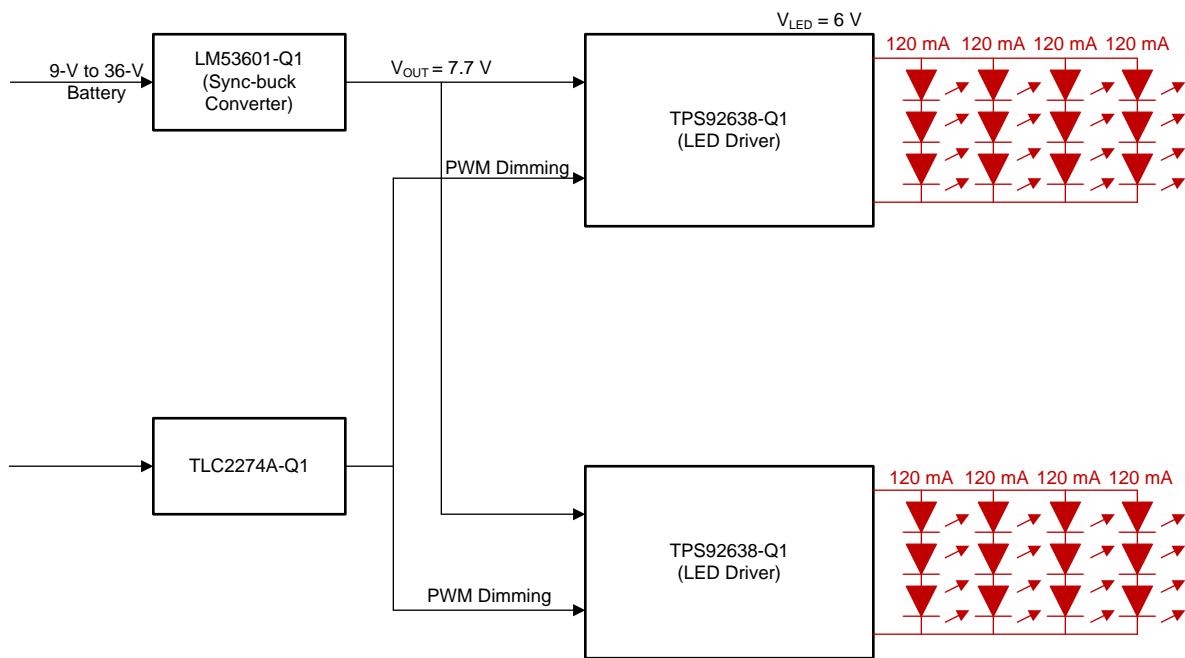 V_LED = 6 V
LM53601-Q1
(Sync-buck
Converter)
9-V to 36-V
Battery
V_OUT = 7.7 V
TPS92638-Q1
(LED Driver)
120 mA 120 mA 120 mA 120 mA
PWM Dimming
TLC2274A-Q1
TPS92638-Q1
(LED Driver)
120 mA 120 mA 120 mA 120 mA
PWM Dimming